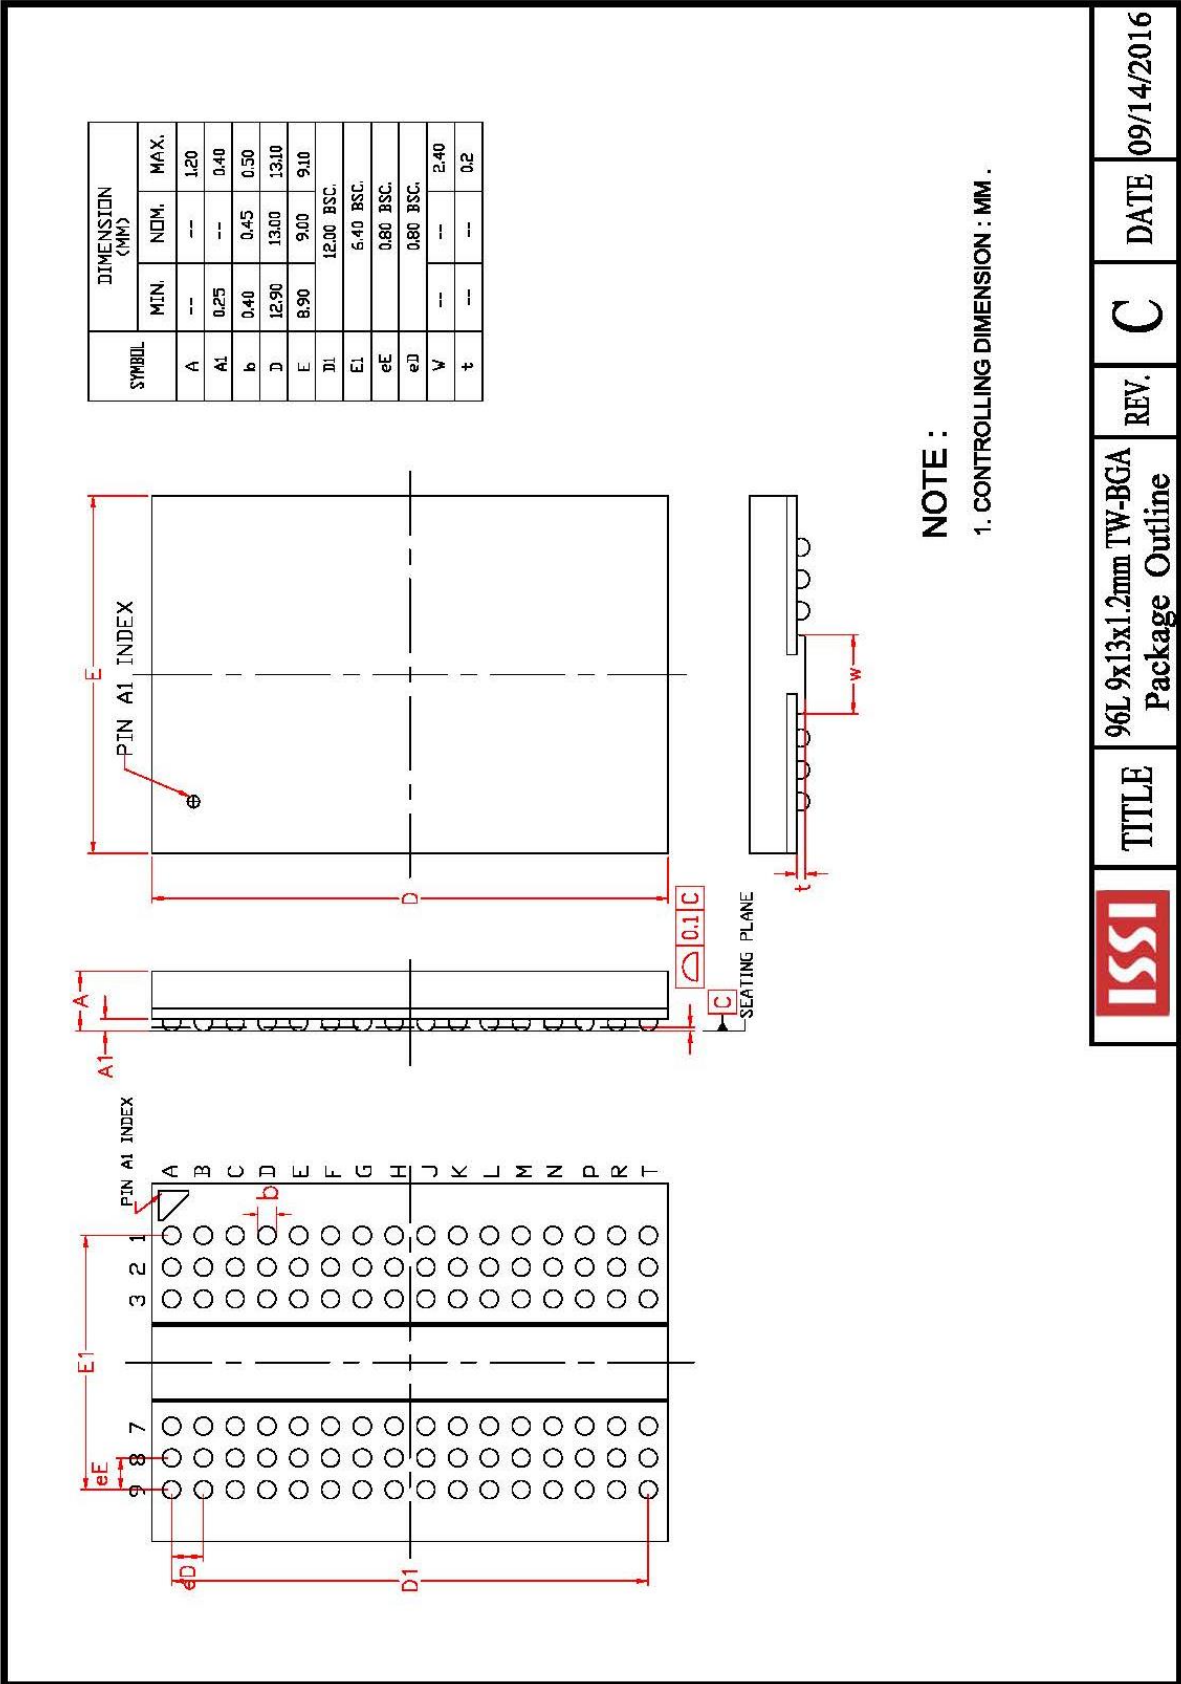 SYMBOL DIMENSION (MM)
MIN. NOM. MAX.
A -- -- 1.20
A1 0.25 -- 0.40
b 0.40 0.45 0.50
D 12.90 13.00 13.10
E 8.90 9.00 9.10
D1 12.00 BSC.
E1 6.40 BSC.
eE 0.80 BSC.
eD 0.80 BSC.
W -- -- 2.40
t -- -- 0.2
PIN A1 INDEX
E1
eE
9 8 7 3 2 1
A
B
C
D
E
F
G
H
J
K
L
M
N
P
R
T
b
eD
D1
A
A1
0.1 C
C
SEATING PLANE
E
PIN A1 INDEX
D
t
w
NOTE :
1. CONTROLLING DIMENSION : MM .
ISSI
TITLE
96L 9x13x1.2mm TW-BGA
Package Outline
REV.
C
DATE
09/14/2016